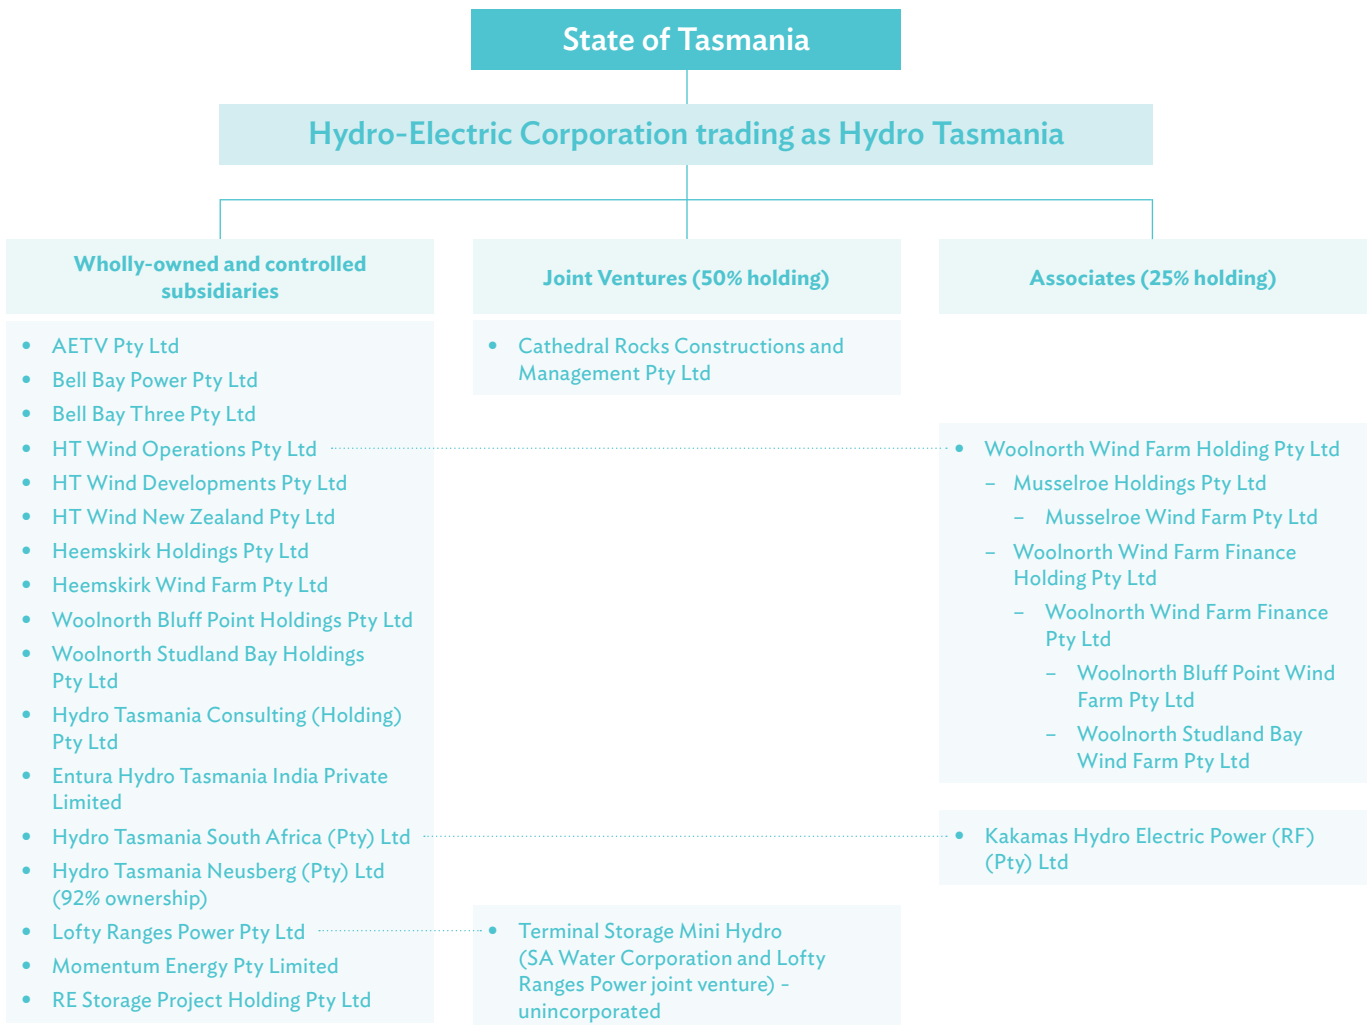 State of Tasmania
Hydro-Electric Corporation trading as Hydro Tasmania
Wholly-owned and controlled
subsidiaries
• AETV Pty Ltd
• Bell Bay Power Pty Ltd
• Bell Bay Three Pty Ltd
• HT Wind Operations Pty Ltd
• HT Wind Developments Pty Ltd
• HT Wind New Zealand Pty Ltd
• Heemskirk Holdings Pty Ltd
• Heemskirk Wind Farm Pty Ltd
• Woolnorth Bluff Point Holdings Pty Ltd
• Woolnorth Studland Bay Holdings
Pty Ltd
• Hydro Tasmania Consulting (Holding)
Pty Ltd
• Entura Hydro Tasmania India Private
Limited
• Hydro Tasmania South Africa (Pty) Ltd
• Hydro Tasmania Neusberg (Pty) Ltd
(92% ownership)
• Lofty Ranges Power Pty Ltd
• Momentum Energy Pty Limited
• RE Storage Project Holding Pty Ltd
Joint Ventures (50% holding)
• Cathedral Rocks Constructions and
Management Pty Ltd
• Terminal Storage Mini Hydro
(SA Water Corporation and Lofty
Ranges Power joint venture) –
unincorporated
Associates (25% holding)
• Woolnorth Wind Farm Holding Pty Ltd
– Musselroe Holdings Pty Ltd
– Musselroe Wind Farm Pty Ltd
– Woolnorth Wind Farm Finance
Holding Pty Ltd
– Woolnorth Wind Farm Finance
Pty Ltd
– Woolnorth Bluff Point Wind
Farm Pty Ltd
– Woolnorth Studland Bay
Wind Farm Pty Ltd
• Kakamas Hydro Electric Power (RF)
(Pty) Ltd